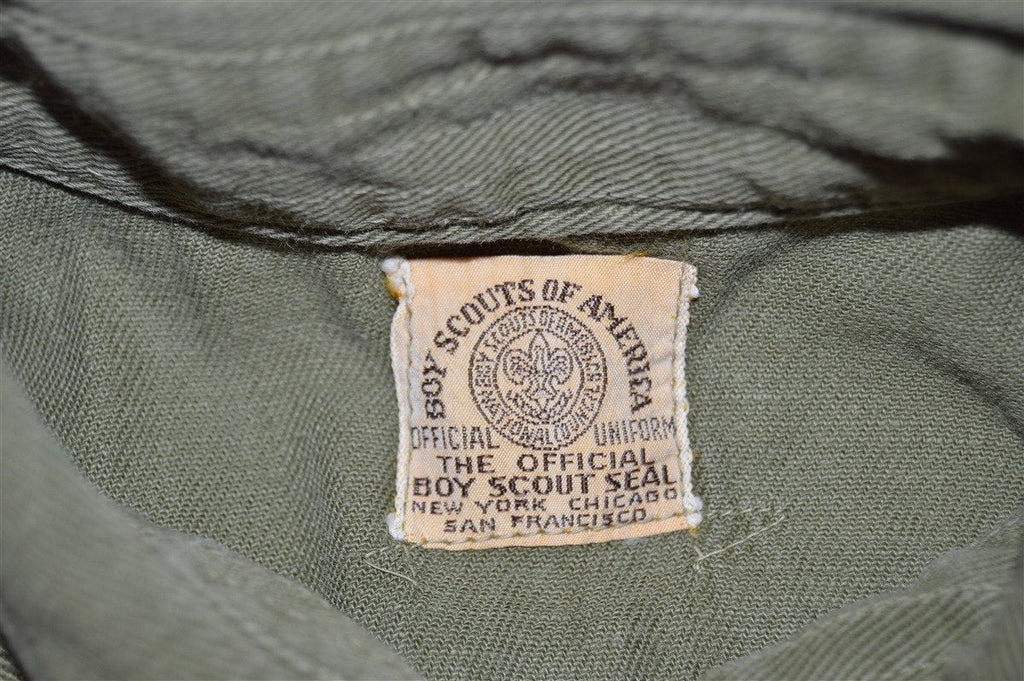 BOY SCOUTS OF AMERICA
BOY SCOUTS OF AMERICA
NATIONAL COUNCIL
OFFICIAL UNIFORM
THE OFFICIAL
BOY SCOUT SEAL
NEW YORK CHICAGO
SAN FRANCISCO